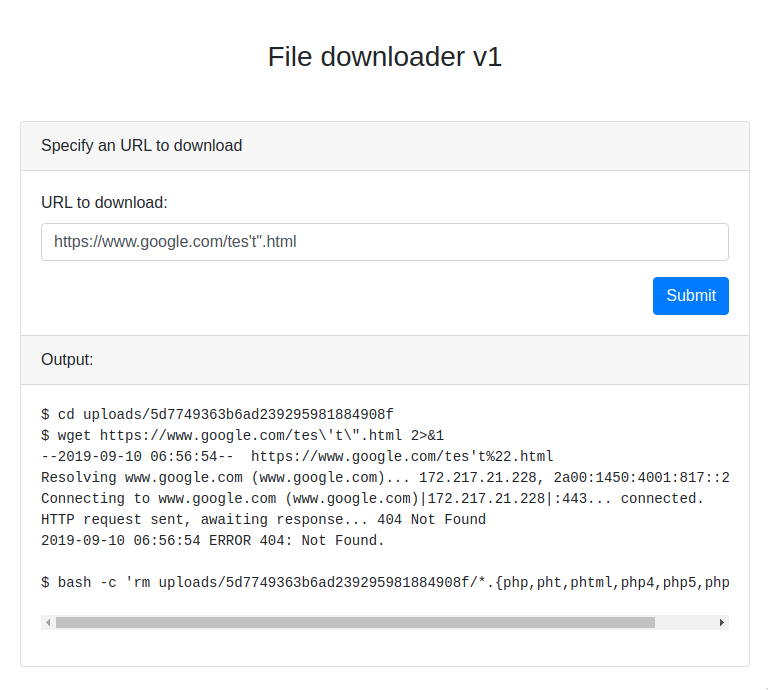 File downloader v1
Specify an URL to download
URL to download:
https://www.google.com/tes't".html
Submit
Output:
$ cd uploads/5d7749363b6ad239295981884908f
$ wget https://www.google.com/tes\'t\".html 2>&1
--2019-09-10 06:56:54--  https://www.google.com/tes't%22.html
Resolving www.google.com (www.google.com)... 172.217.21.228, 2a00:1450:4001:817::2
Connecting to www.google.com (www.google.com)|172.217.21.228|:443... connected.
HTTP request sent, awaiting response... 404 Not Found
2019-09-10 06:56:54 ERROR 404: Not Found.
$ bash -c 'rm uploads/5d7749363b6ad239295981884908f/*.{php,pht,phtml,php4,php5,php